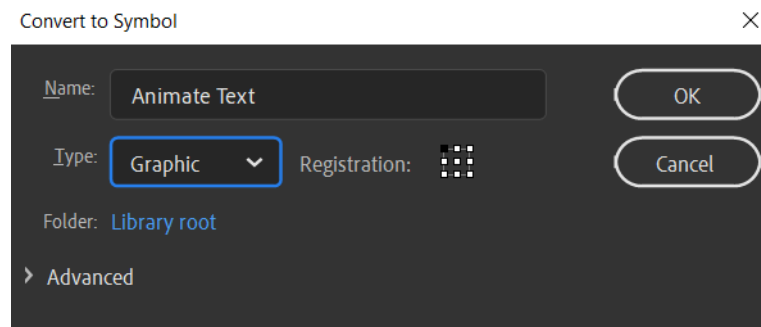 Convert to Symbol
Name: Animate Text OK
Type: Graphic Registration: Cancel
Folder: Library root
Advanced